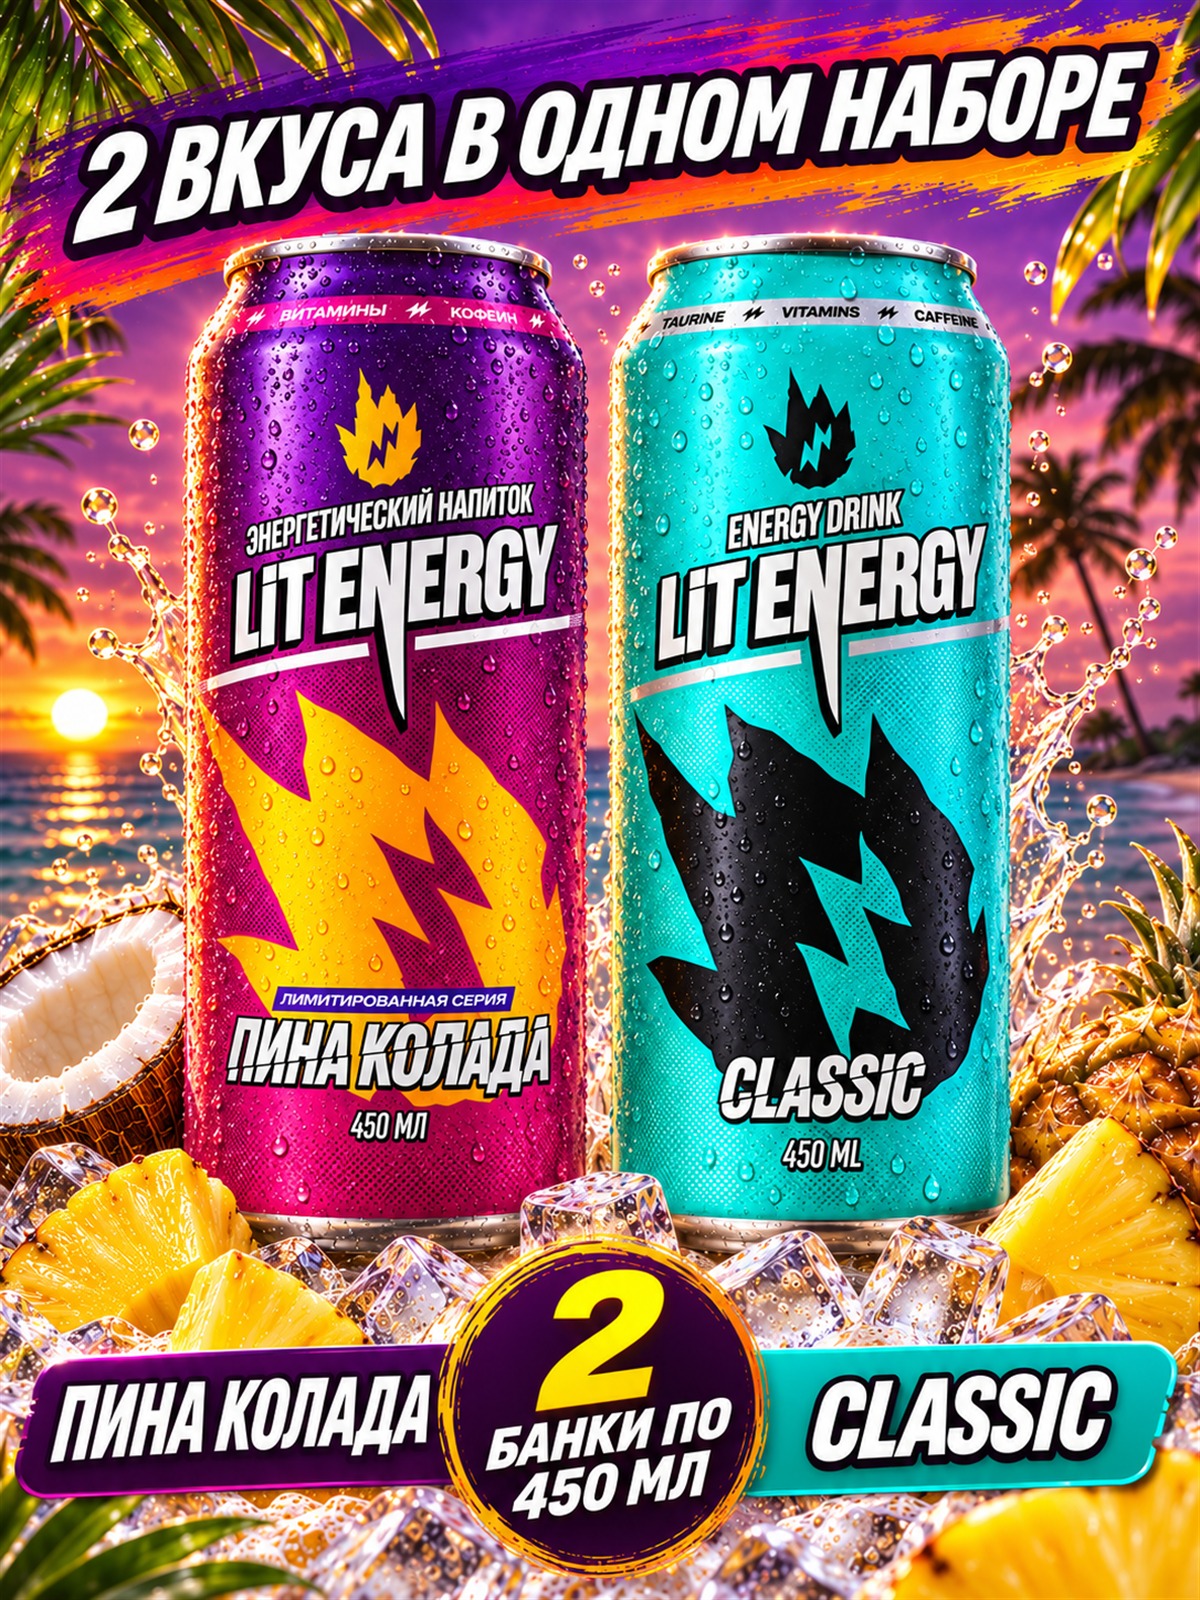 2 ВКУСА В ОДНОМ НАБОРЕ
ВИТАМИНЫ КОФЕИН
ЭНЕРГЕТИЧЕСКИЙ НАПИТОК
LIT ENERGY
ЛИМИТИРОВАННАЯ СЕРИЯ
ПИНА КОЛАДА
450 МЛ
TAURINE VITAMINS CAFFEINE
ENERGY DRINK
LIT ENERGY
CLASSIC
450 ML
ПИНА КОЛАДА
2
БАНКИ ПО
450 МЛ
CLASSIC